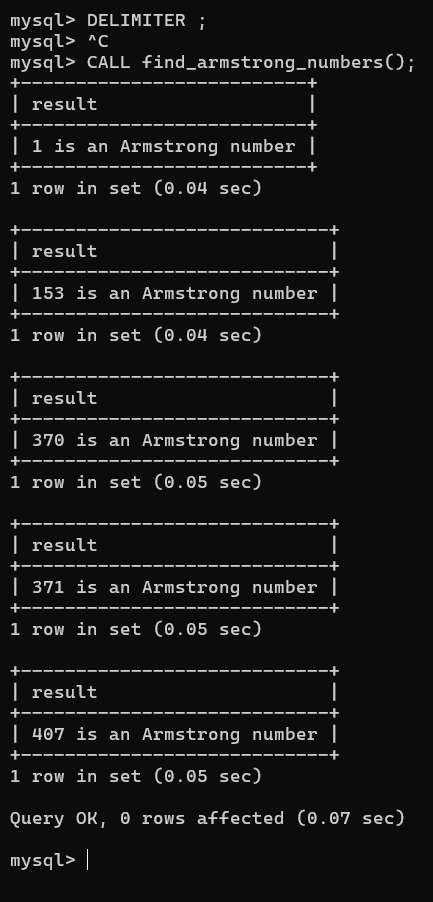 mysql> DELIMITER ;
mysql> ^C
mysql> CALL find_armstrong_numbers();
+---------------------------+
| result                    |
+---------------------------+
| 1 is an Armstrong number |
+---------------------------+
1 row in set (0.04 sec)

+-----------------------------+
| result                      |
+-----------------------------+
| 153 is an Armstrong number |
+-----------------------------+
1 row in set (0.04 sec)

+-----------------------------+
| result                      |
+-----------------------------+
| 370 is an Armstrong number |
+-----------------------------+
1 row in set (0.05 sec)

+-----------------------------+
| result                      |
+-----------------------------+
| 371 is an Armstrong number |
+-----------------------------+
1 row in set (0.05 sec)

+-----------------------------+
| result                      |
+-----------------------------+
| 407 is an Armstrong number |
+-----------------------------+
1 row in set (0.05 sec)

Query OK, 0 rows affected (0.07 sec)

mysql>